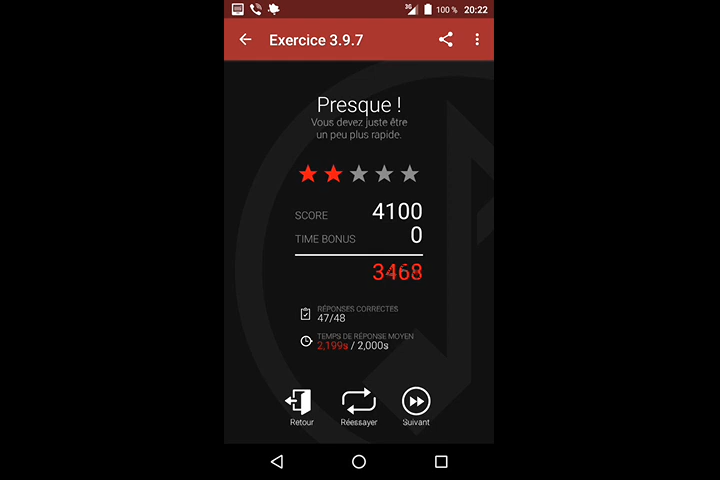 3G 100 % 20:22
Exercice 3.9.7
Presque !
Vous devez juste être
un peu plus rapide.
SCORE 4100
TIME BONUS 0
3468
RÉPONSES CORRECTES
47/48
TEMPS DE RÉPONSE MOYEN
2,199s / 2,000s
Retour Réessayer Suivant